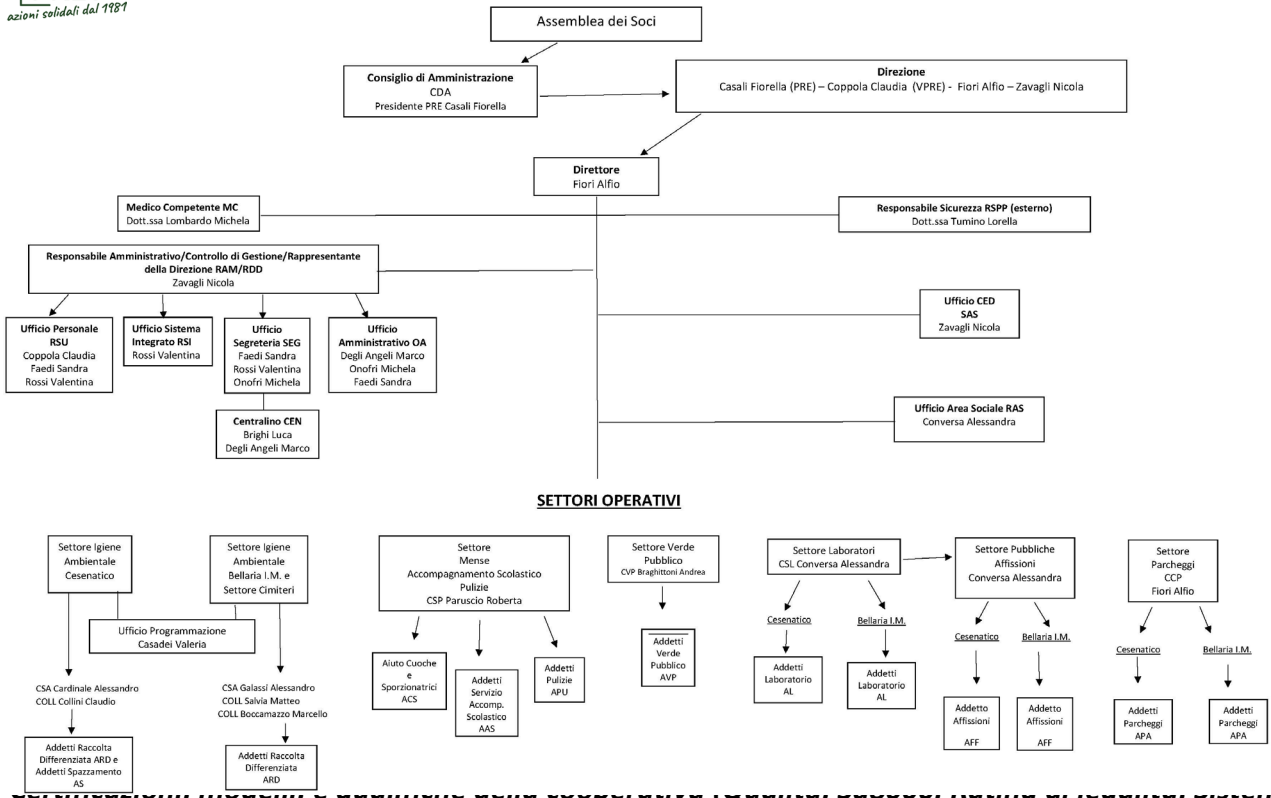 azioni solidali dal 1981
Assemblea dei Soci
Consiglio di Amministrazione
CDA
Presidente PRE Casali Fiorella
Direzione
Casali Fiorella (PRE) – Coppola Claudia (VPRE) - Fiori Alfio – Zavagli Nicola
Direttore
Fiori Alfio
Medico Competente MC
Dott.ssa Lombardo Michela
Responsabile Sicurezza RSPP (esterno)
Dott.ssa Tumino Lorella
Responsabile Amministrativo/Controllo di Gestione/Rappresentante
della Direzione RAM/RDD
Zavagli Nicola
Ufficio CED
SAS
Zavagli Nicola
Ufficio Personale
RSU
Coppola Claudia
Faedi Sandra
Rossi Valentina
Ufficio Sistema
Integrato RSI
Rossi Valentina
Ufficio
Segreteria SEG
Faedi Sandra
Rossi Valentina
Onofri Michela
Ufficio
Amministrativo OA
Degli Angeli Marco
Onofri Michela
Faedi Sandra
Centralino CEN
Brighi Luca
Degli Angeli Marco
Ufficio Area Sociale RAS
Conversa Alessandra
SETTORI OPERATIVI
Settore Igiene
Ambientale
Cesenatico
Settore Igiene
Ambientale
Bellaria I.M. e
Settore Cimiteri
Ufficio Programmazione
Casadei Valeria
CSA Cardinale Alessandro
COLL Collini Claudio
CSA Galassi Alessandro
COLL Salvia Matteo
COLL Boccamazzo Marcello
Addetti Raccolta
Differenziata ARD e
Addetti Spazzamento
AS
Addetti Raccolta
Differenziata
ARD
Settore
Mense
Accompagnamento Scolastico
Pulizie
CSP Paruscio Roberta
Aiuto Cuoche
e
Sporzionatrici
ACS
Addetti
Servizio
Accomp.
Scolastico
AAS
Addetti
Pulizie
APU
Settore Verde
Pubblico
CVP Braghittoni Andrea
Addetti
Verde
Pubblico
AVP
Settore Laboratori
CSL Conversa Alessandra
Cesenatico
Bellaria I.M.
Addetti
Laboratorio
AL
Addetti
Laboratorio
AL
Settore Pubbliche
Affissioni
Conversa Alessandra
Cesenatico
Bellaria I.M.
Addetto
Affissioni
AFF
Addetto
Affissioni
AFF
Settore
Parcheggi
CCP
Fiori Alfio
Cesenatico
Bellaria I.M.
Addetti
Parcheggi
APA
Addetti
Parcheggi
APA